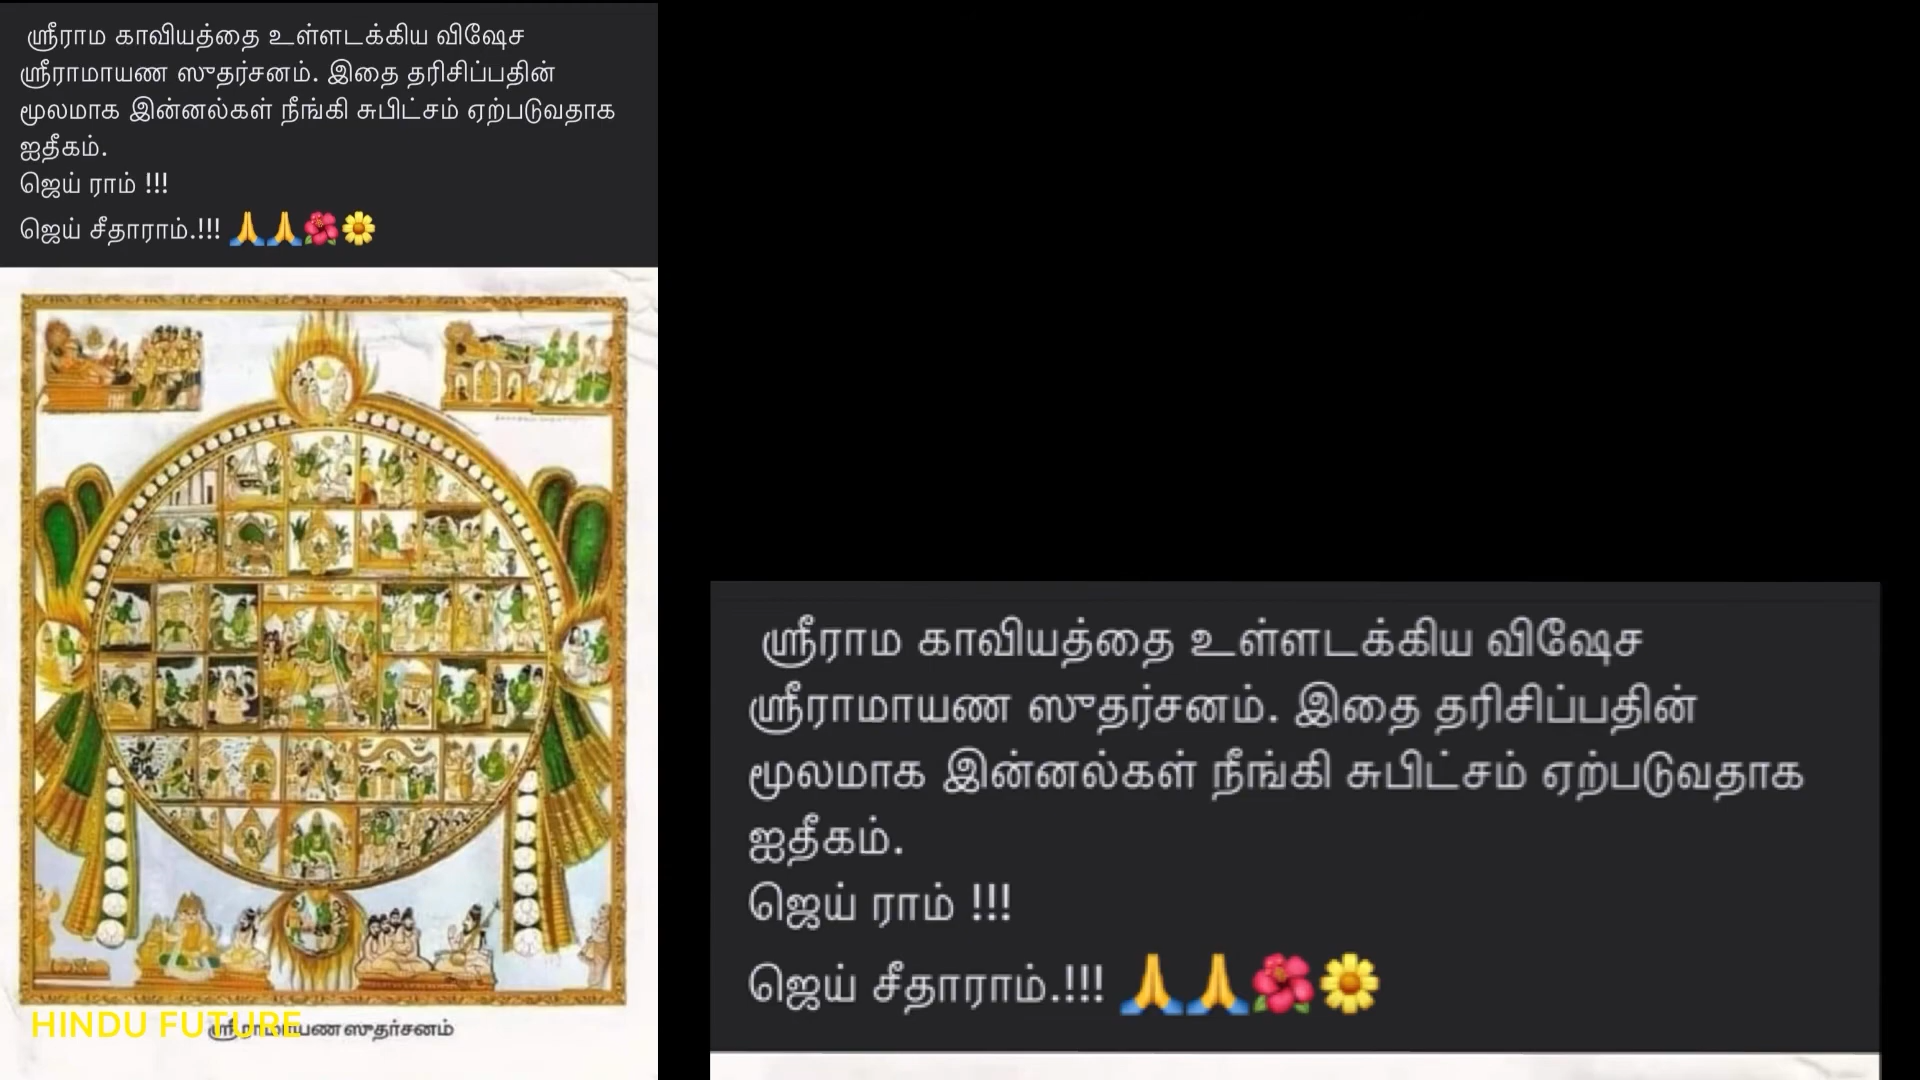 ஸ்ரீராம காவியத்தை உள்ளடக்கிய விஷேச
ஸ்ரீராமாயண ஸுதர்சனம். இதை தரிசிப்பதின்
மூலமாக இன்னல்கள் நீங்கி சுபிட்சம் ஏற்படுவதாக
ஐதீகம்.
ஜெய் ராம் !!!
ஜெய் சீதாராம்.!!! 🙏🙏🌺🌼
HINDU FUTURE
ஸ்ரீராமாயண ஸுதர்சனம்
ஸ்ரீராம காவியத்தை உள்ளடக்கிய விஷேச
ஸ்ரீராமாயண ஸுதர்சனம். இதை தரிசிப்பதின்
மூலமாக இன்னல்கள் நீங்கி சுபிட்சம் ஏற்படுவதாக
ஐதீகம்.
ஜெய் ராம் !!!
ஜெய் சீதாராம்.!!! 🙏🙏🌺🌼